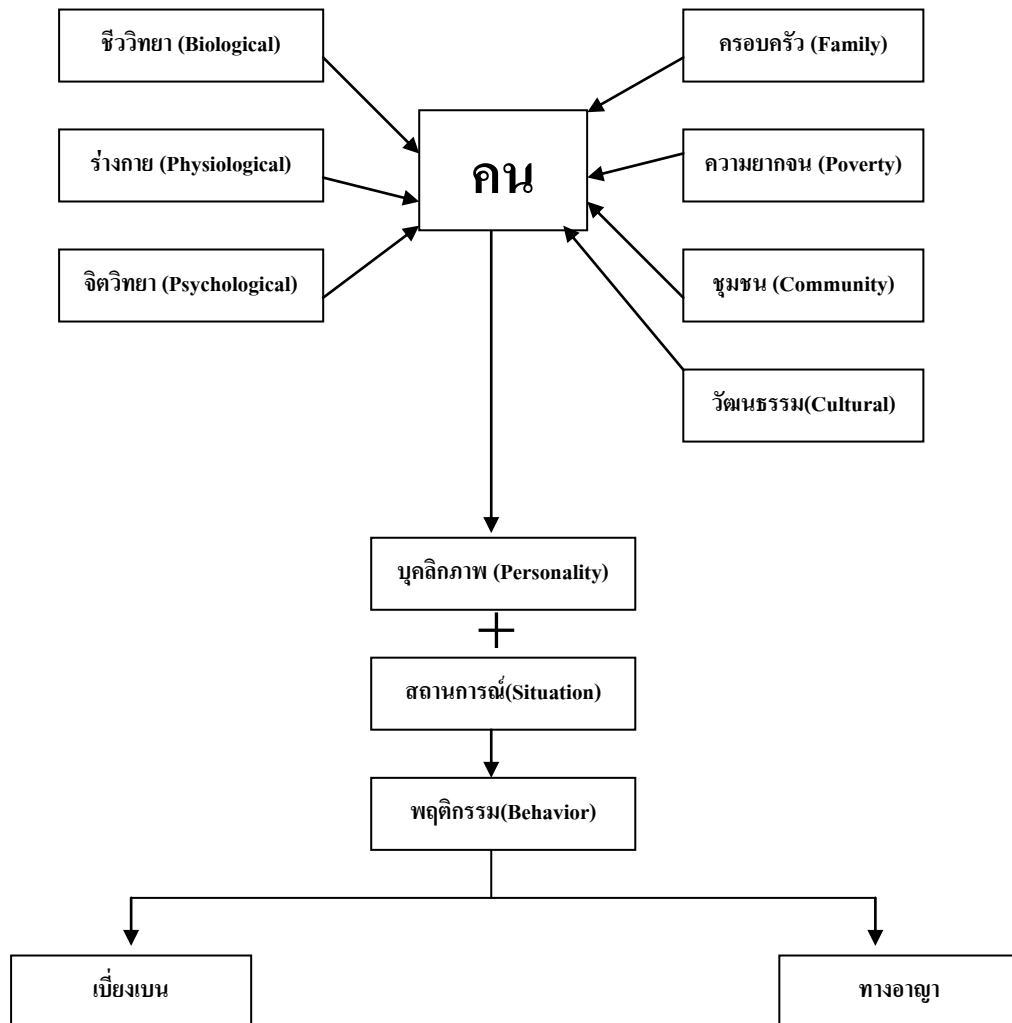 ชีววิทยา (Biological)
ครอบครัว (Family)
คน
ร่างกาย (Physiological)
ความยากจน (Poverty)
จิตวิทยา (Psychological)
ชุมชน (Community)
วัฒนธรรม(Cultural)
บุคลิกภาพ (Personality)
+
สถานการณ์(Situation)
พฤติกรรม(Behavior)
เบี่ยงเบน
ทางอาญา